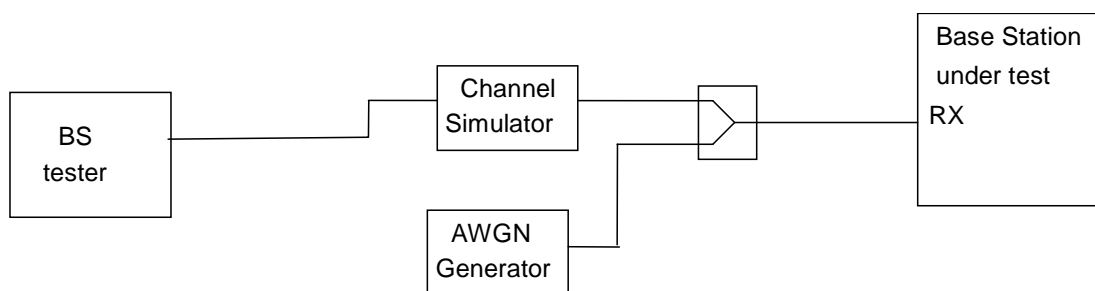 BS
tester
Channel
Simulator
AWGN
Generator
Base Station
under test
RX